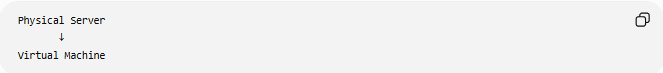 Physical Server
↓
Virtual Machine